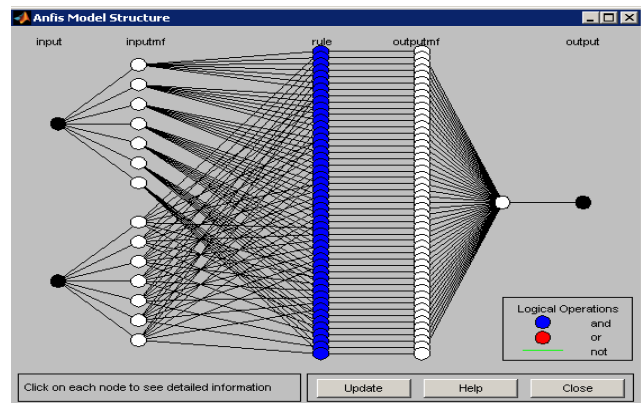 Anfis Model Structure
input inputmf rule outputmf output
Logical Operations
and
or
not
Click on each node to see detailed information
Update Help Close